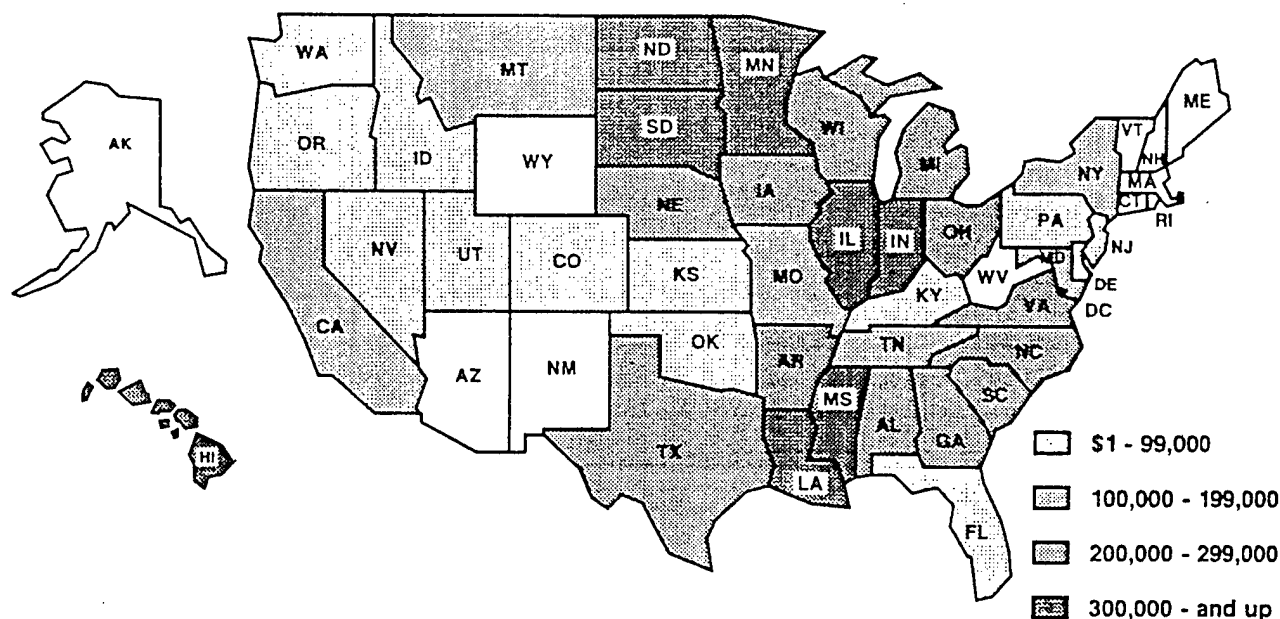 WA
MT
ND
MN
ME
AK
OR
ID
SD
WI
VT
WY
MI
NH
NY
MA
IA
CT
RI
NE
PA
NV
UT
CO
IL
IN
OH
NJ
MD
KS
MO
WV
DE
CA
KY
VA
DC
OK
TN
NC
AZ
NM
AR
MS
SC
AL
GA
TX
HI
LA
FL
$1 - 99,000
100,000 - 199,000
200,000 - 299,000
300,000 - and up